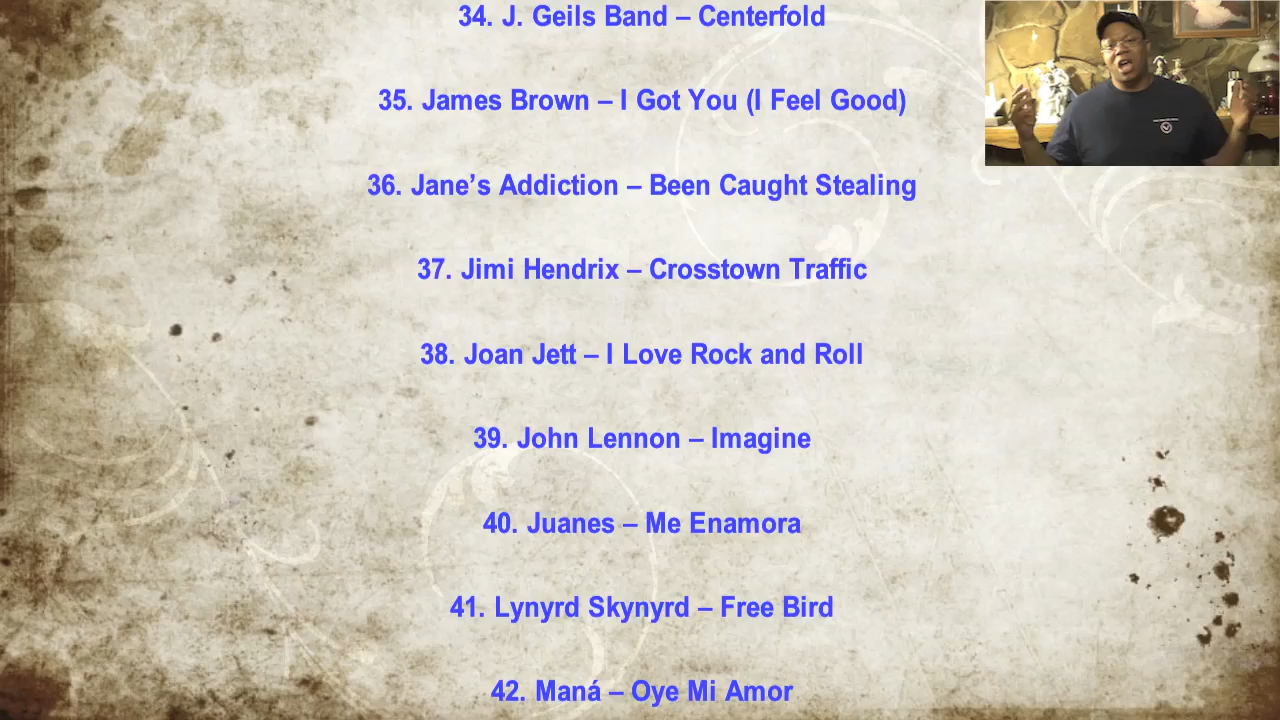 34. J. Geils Band – Centerfold
35. James Brown – I Got You (I Feel Good)
36. Jane’s Addiction – Been Caught Stealing
37. Jimi Hendrix – Crosstown Traffic
38. Joan Jett – I Love Rock and Roll
39. John Lennon – Imagine
40. Juanes – Me Enamora
41. Lynyrd Skynyrd – Free Bird
42. Maná – Oye Mi Amor